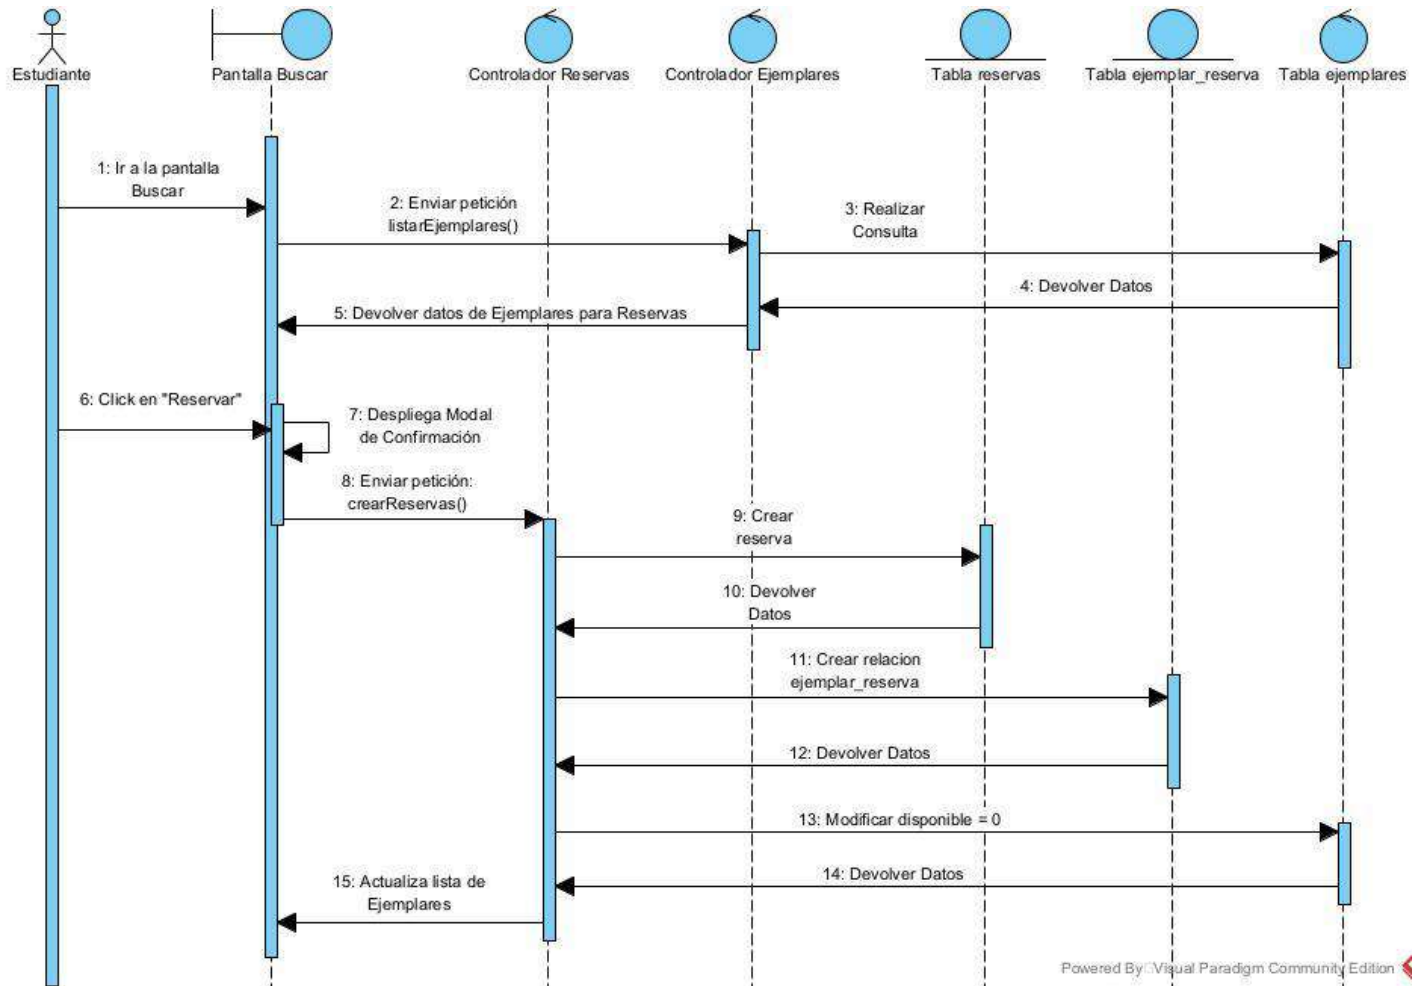 Estudiante
Pantalla Buscar
Controlador Reservas
Controlador Ejemplares
Tabla reservas
Tabla ejemplar_reserva
Tabla ejemplares
1: Ir a la pantalla
Buscar
2: Enviar petición
listarEjemplares()
3: Realizar
Consulta
4: Devolver Datos
5: Devolver datos de Ejemplares para Reservas
6: Click en "Reservar"
7: Despliega Modal
de Confirmación
8: Enviar petición:
crearReservas()
9: Crear
reserva
10: Devolver
Datos
11: Crear relacion
ejemplar_reserva
12: Devolver Datos
13: Modificar disponible = 0
14: Devolver Datos
15: Actualiza lista de
Ejemplares
Powered By Visual Paradigm Community Edition